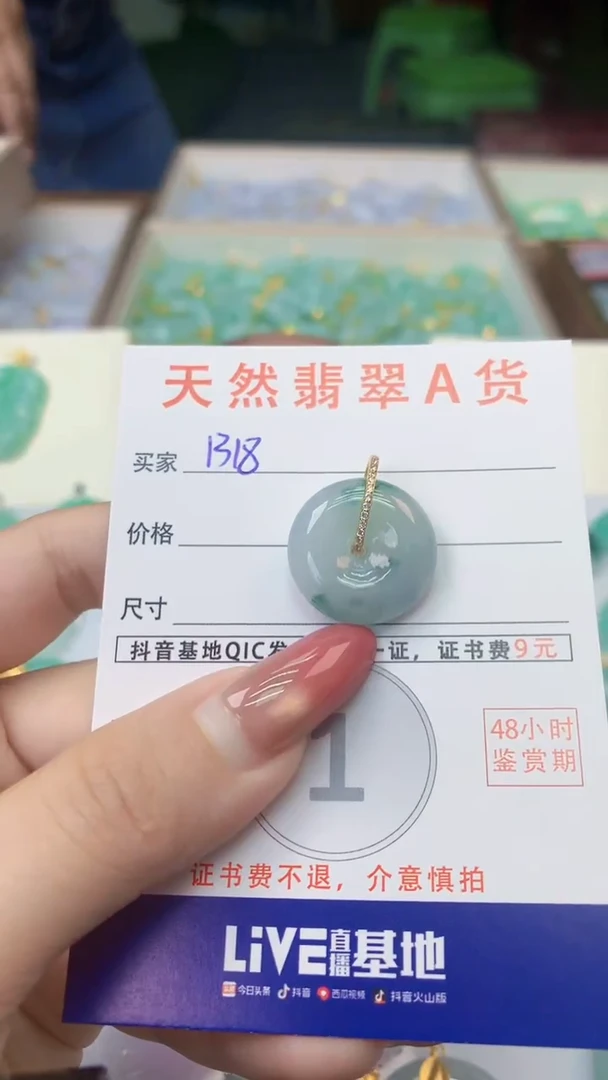 天然翡翠A货
买家 1318
价格
尺寸
抖音基地QIC发 一证，证书费9元
1
48小时
鉴赏期
证书费不退，介意慎拍
LiVE直播基地
今日头条 抖音 西瓜视频 抖音火山版